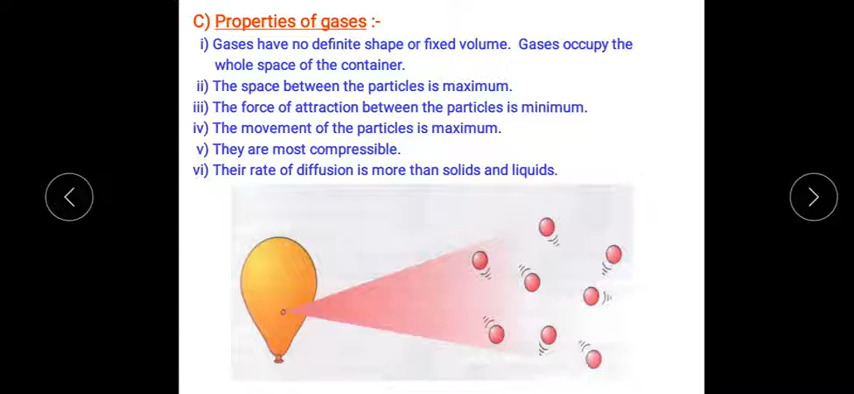 C) Properties of gases :-
i) Gases have no definite shape or fixed volume. Gases occupy the
whole space of the container.
ii) The space between the particles is maximum.
iii) The force of attraction between the particles is minimum.
iv) The movement of the particles is maximum.
v) They are most compressible.
vi) Their rate of diffusion is more than solids and liquids.